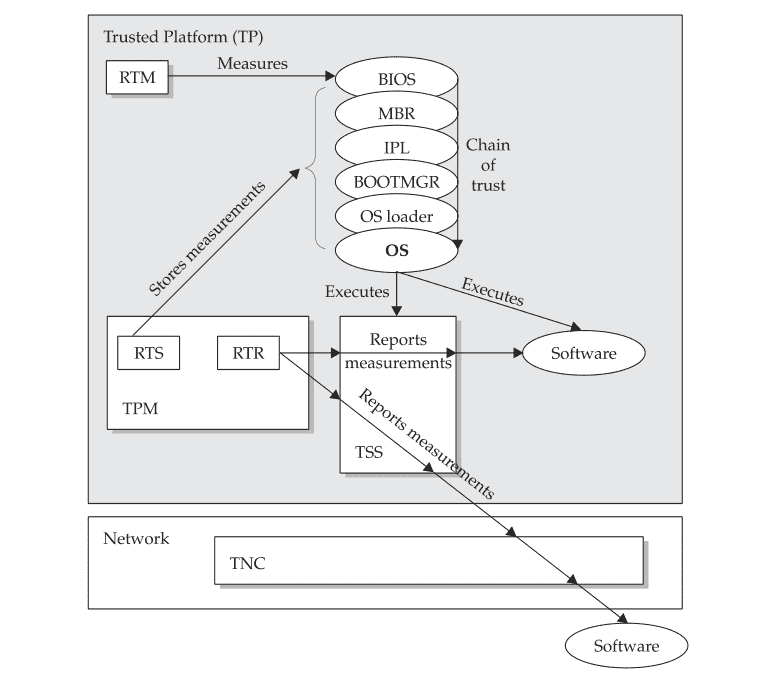 Trusted Platform (TP)
RTM
Measures
BIOS
MBR
IPL
BOOTMGR
OS loader
OS
Chain
of
trust
Stores measurements
Executes
Executes
RTS
RTR
TPM
Reports
measurements
TSS
Software
Reports measurements
Network
TNC
Software